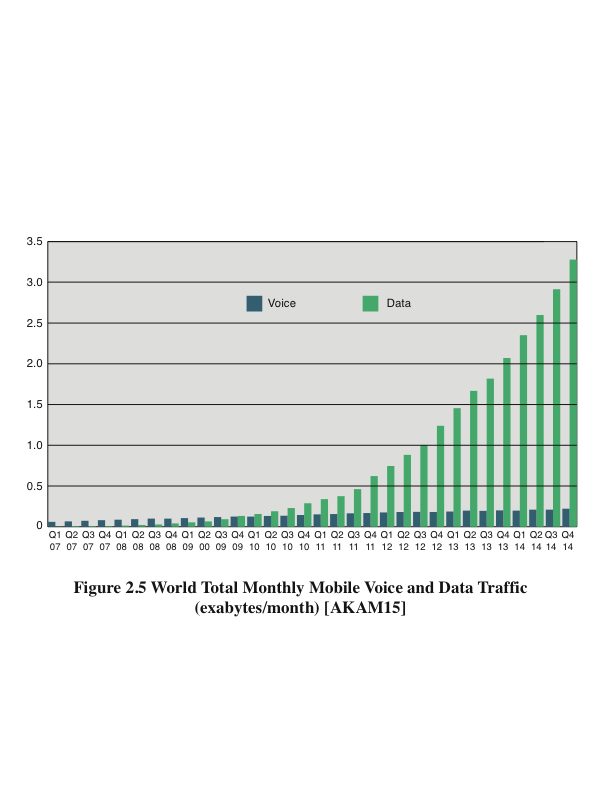 3.5
3.0
Voice Data
2.5
2.0
1.5
1.0
0.5
0
Q1 Q2 Q3 Q4 Q1 Q2 Q3 Q4 Q1 Q2 Q3 Q4 Q1 Q2 Q3 Q4 Q1 Q2 Q3 Q4 Q1 Q2 Q3 Q4 Q1 Q2 Q3 Q4 Q1 Q2 Q3 Q4
07 07 07 07 08 08 08 08 09 00 09 09 10 10 10 10 11 11 11 11 12 12 12 12 13 13 13 13 14 14 14 14
Figure 2.5 World Total Monthly Mobile Voice and Data Traffic
(exabytes/month) [AKAM15]